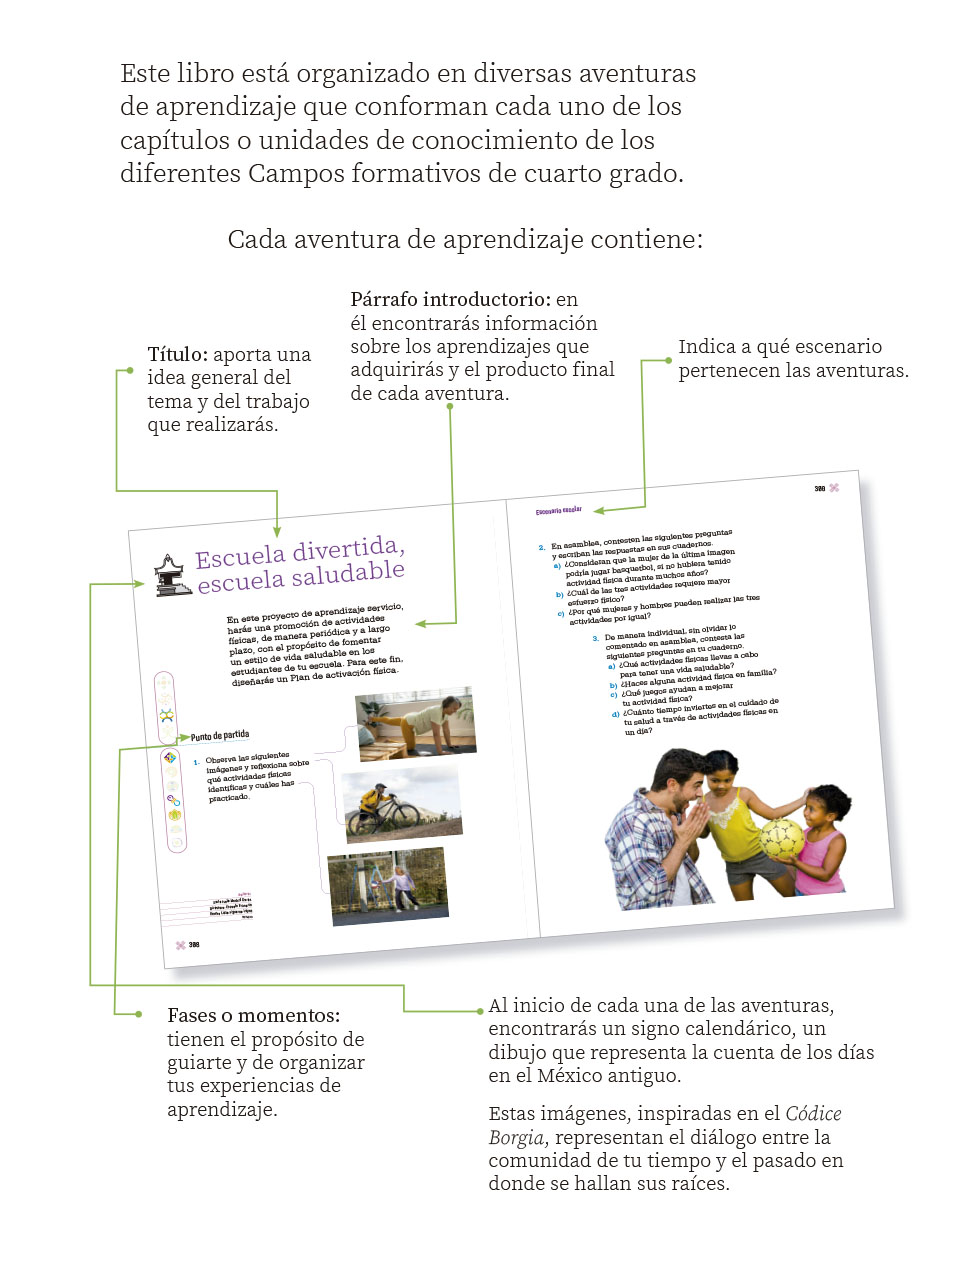 Este libro está organizado en diversas aventuras
de aprendizaje que conforman cada uno de los
capítulos o unidades de conocimiento de los
diferentes Campos formativos de cuarto grado.
Cada aventura de aprendizaje contiene:
Título: aporta una
idea general del
tema y del trabajo
que realizarás.
Párrafo introductorio: en
él encontrarás información
sobre los aprendizajes que
adquirirás y el producto final
de cada aventura.
Indica a qué escenario
pertenecen las aventuras.
Escuela divertida,
escuela saludable
En este proyecto de aprendizaje servicio,
harás una promoción de actividades
físicas, de manera periódica y a largo
plazo, con el propósito de fomentar
un estilo de vida saludable en los
estudiantes de tu escuela. Para este fin,
diseñarás un Plan de activación física.
Punto de partida
1. Observa las siguientes
imágenes y reflexiona sobre
qué actividades físicas
identificas y cuáles has
practicado.
308
309
Escenario escolar
2. En asamblea, contesten las siguientes preguntas
y escriban las respuestas en sus cuadernos.
a) ¿Consideran que la mujer de la última imagen
podría jugar basquetbol, si no hubiera tenido
actividad física durante muchos años?
b) ¿Cuál de las tres actividades requiere mayor
esfuerzo físico?
c) ¿Por qué mujeres y hombres pueden realizar las tres
actividades por igual?
3. De manera individual, sin olvidar lo
comentado en asamblea, contesta las
siguientes preguntas en tu cuaderno.
a) ¿Qué actividades físicas llevas a cabo
para tener una vida saludable?
b) ¿Haces alguna actividad física en familia?
c) ¿Qué juegos ayudan a mejorar
tu actividad física?
d) ¿Cuánto tiempo inviertes en el cuidado de
tu salud a través de actividades físicas en
un día?
Fases o momentos:
tienen el propósito de
guiarte y de organizar
tus experiencias de
aprendizaje.
Al inicio de cada una de las aventuras,
encontrarás un signo calendárico, un
dibujo que representa la cuenta de los días
en el México antiguo.
Estas imágenes, inspiradas en el Códice
Borgia, representan el diálogo entre la
comunidad de tu tiempo y el pasado en
donde se hallan sus raíces.